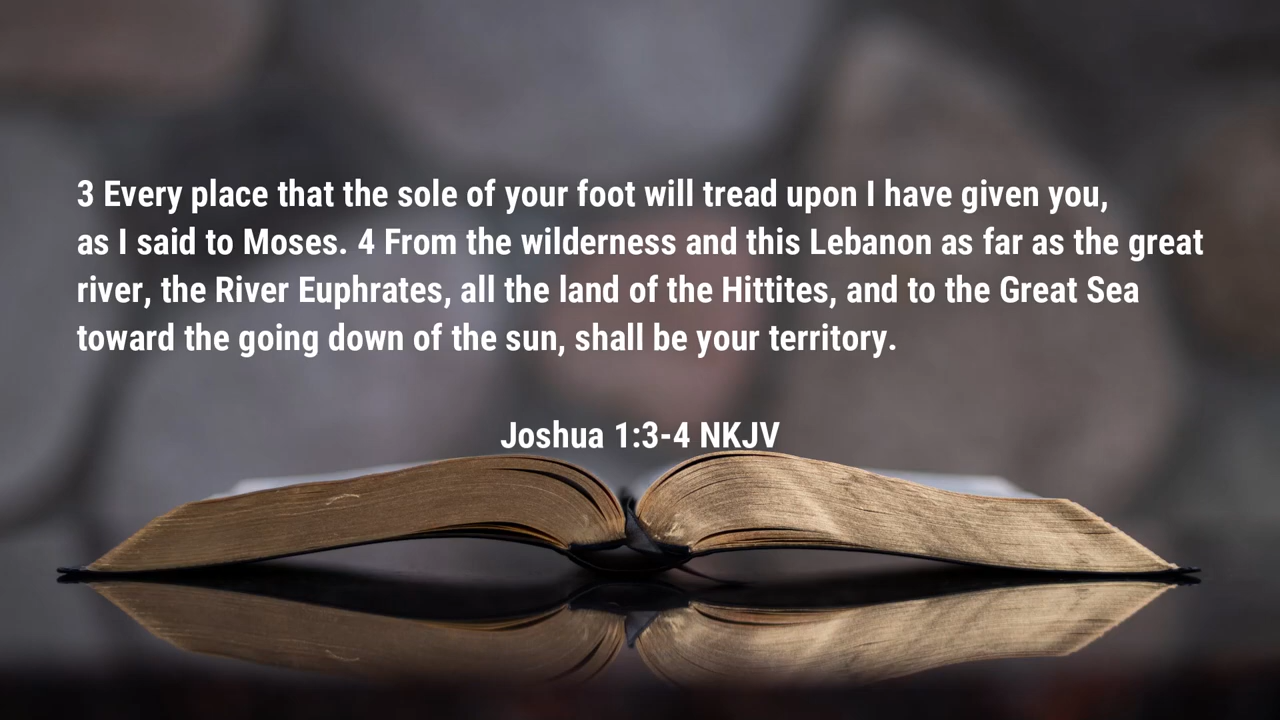 3 Every place that the sole of your foot will tread upon I have given you,
as I said to Moses. 4 From the wilderness and this Lebanon as far as the great
river, the River Euphrates, all the land of the Hittites, and to the Great Sea
toward the going down of the sun, shall be your territory.
Joshua 1:3-4 NKJV